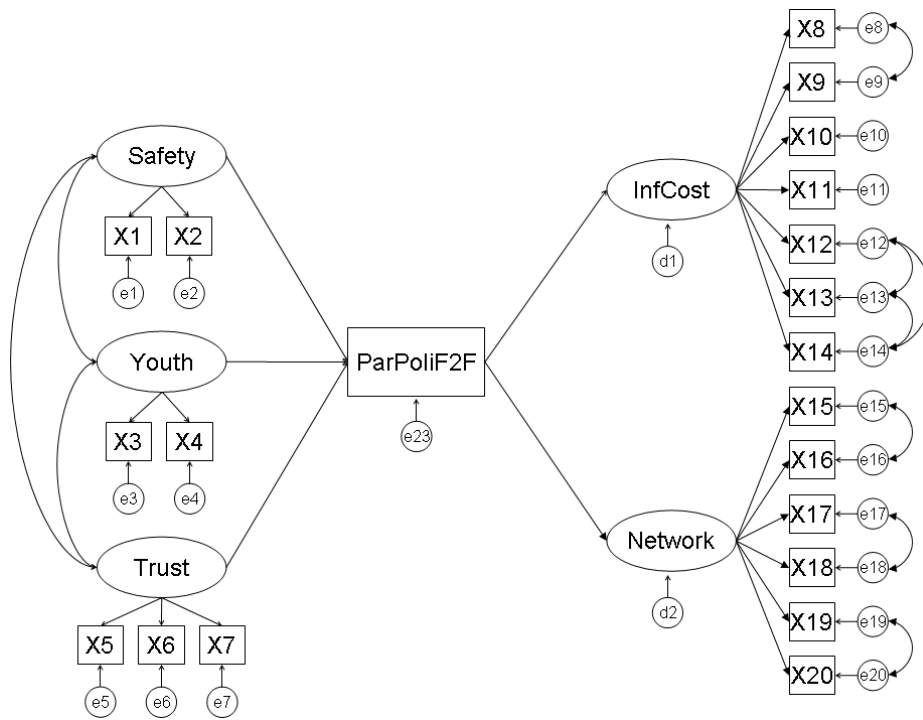 Safety
X1 X2
e1 e2
Youth
X3 X4
e3 e4
Trust
X5 X6 X7
e5 e6 e7
ParPoliF2F
e23
InfCost
d1
Network
d2
X8 e8
X9 e9
X10 e10
X11 e11
X12 e12
X13 e13
X14 e14
X15 e15
X16 e16
X17 e17
X18 e18
X19 e19
X20 e20